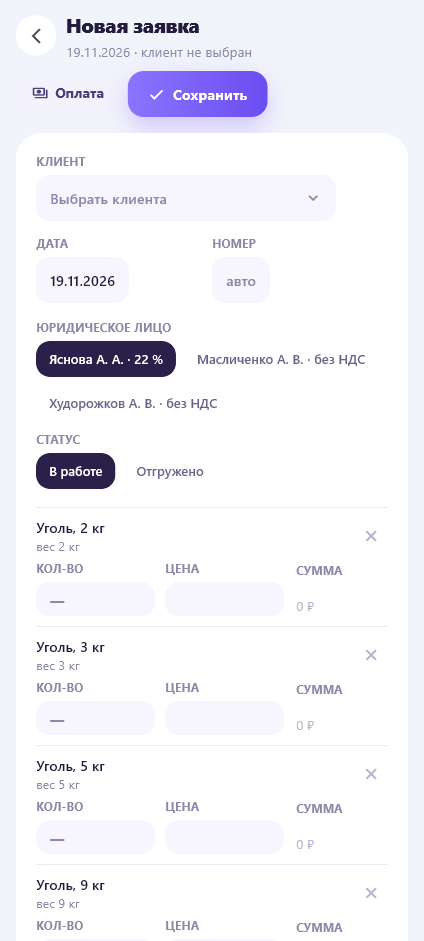 Новая заявка
19.11.2026 · клиент не выбран
Оплата
Сохранить
КЛИЕНТ
Выбрать клиента
ДАТА НОМЕР
19.11.2026 авто
ЮРИДИЧЕСКОЕ ЛИЦО
Яснова А. А. · 22 % Масличенко А. В. · без НДС
Худорожков А. В. · без НДС
СТАТУС
В работе Отгружено
Уголь, 2 кг
вес 2 кг
КОЛ-ВО ЦЕНА СУММА
— 0 ₽
Уголь, 3 кг
вес 3 кг
КОЛ-ВО ЦЕНА СУММА
— 0 ₽
Уголь, 5 кг
вес 5 кг
КОЛ-ВО ЦЕНА СУММА
— 0 ₽
Уголь, 9 кг
вес 9 кг
КОЛ-ВО ЦЕНА СУММА